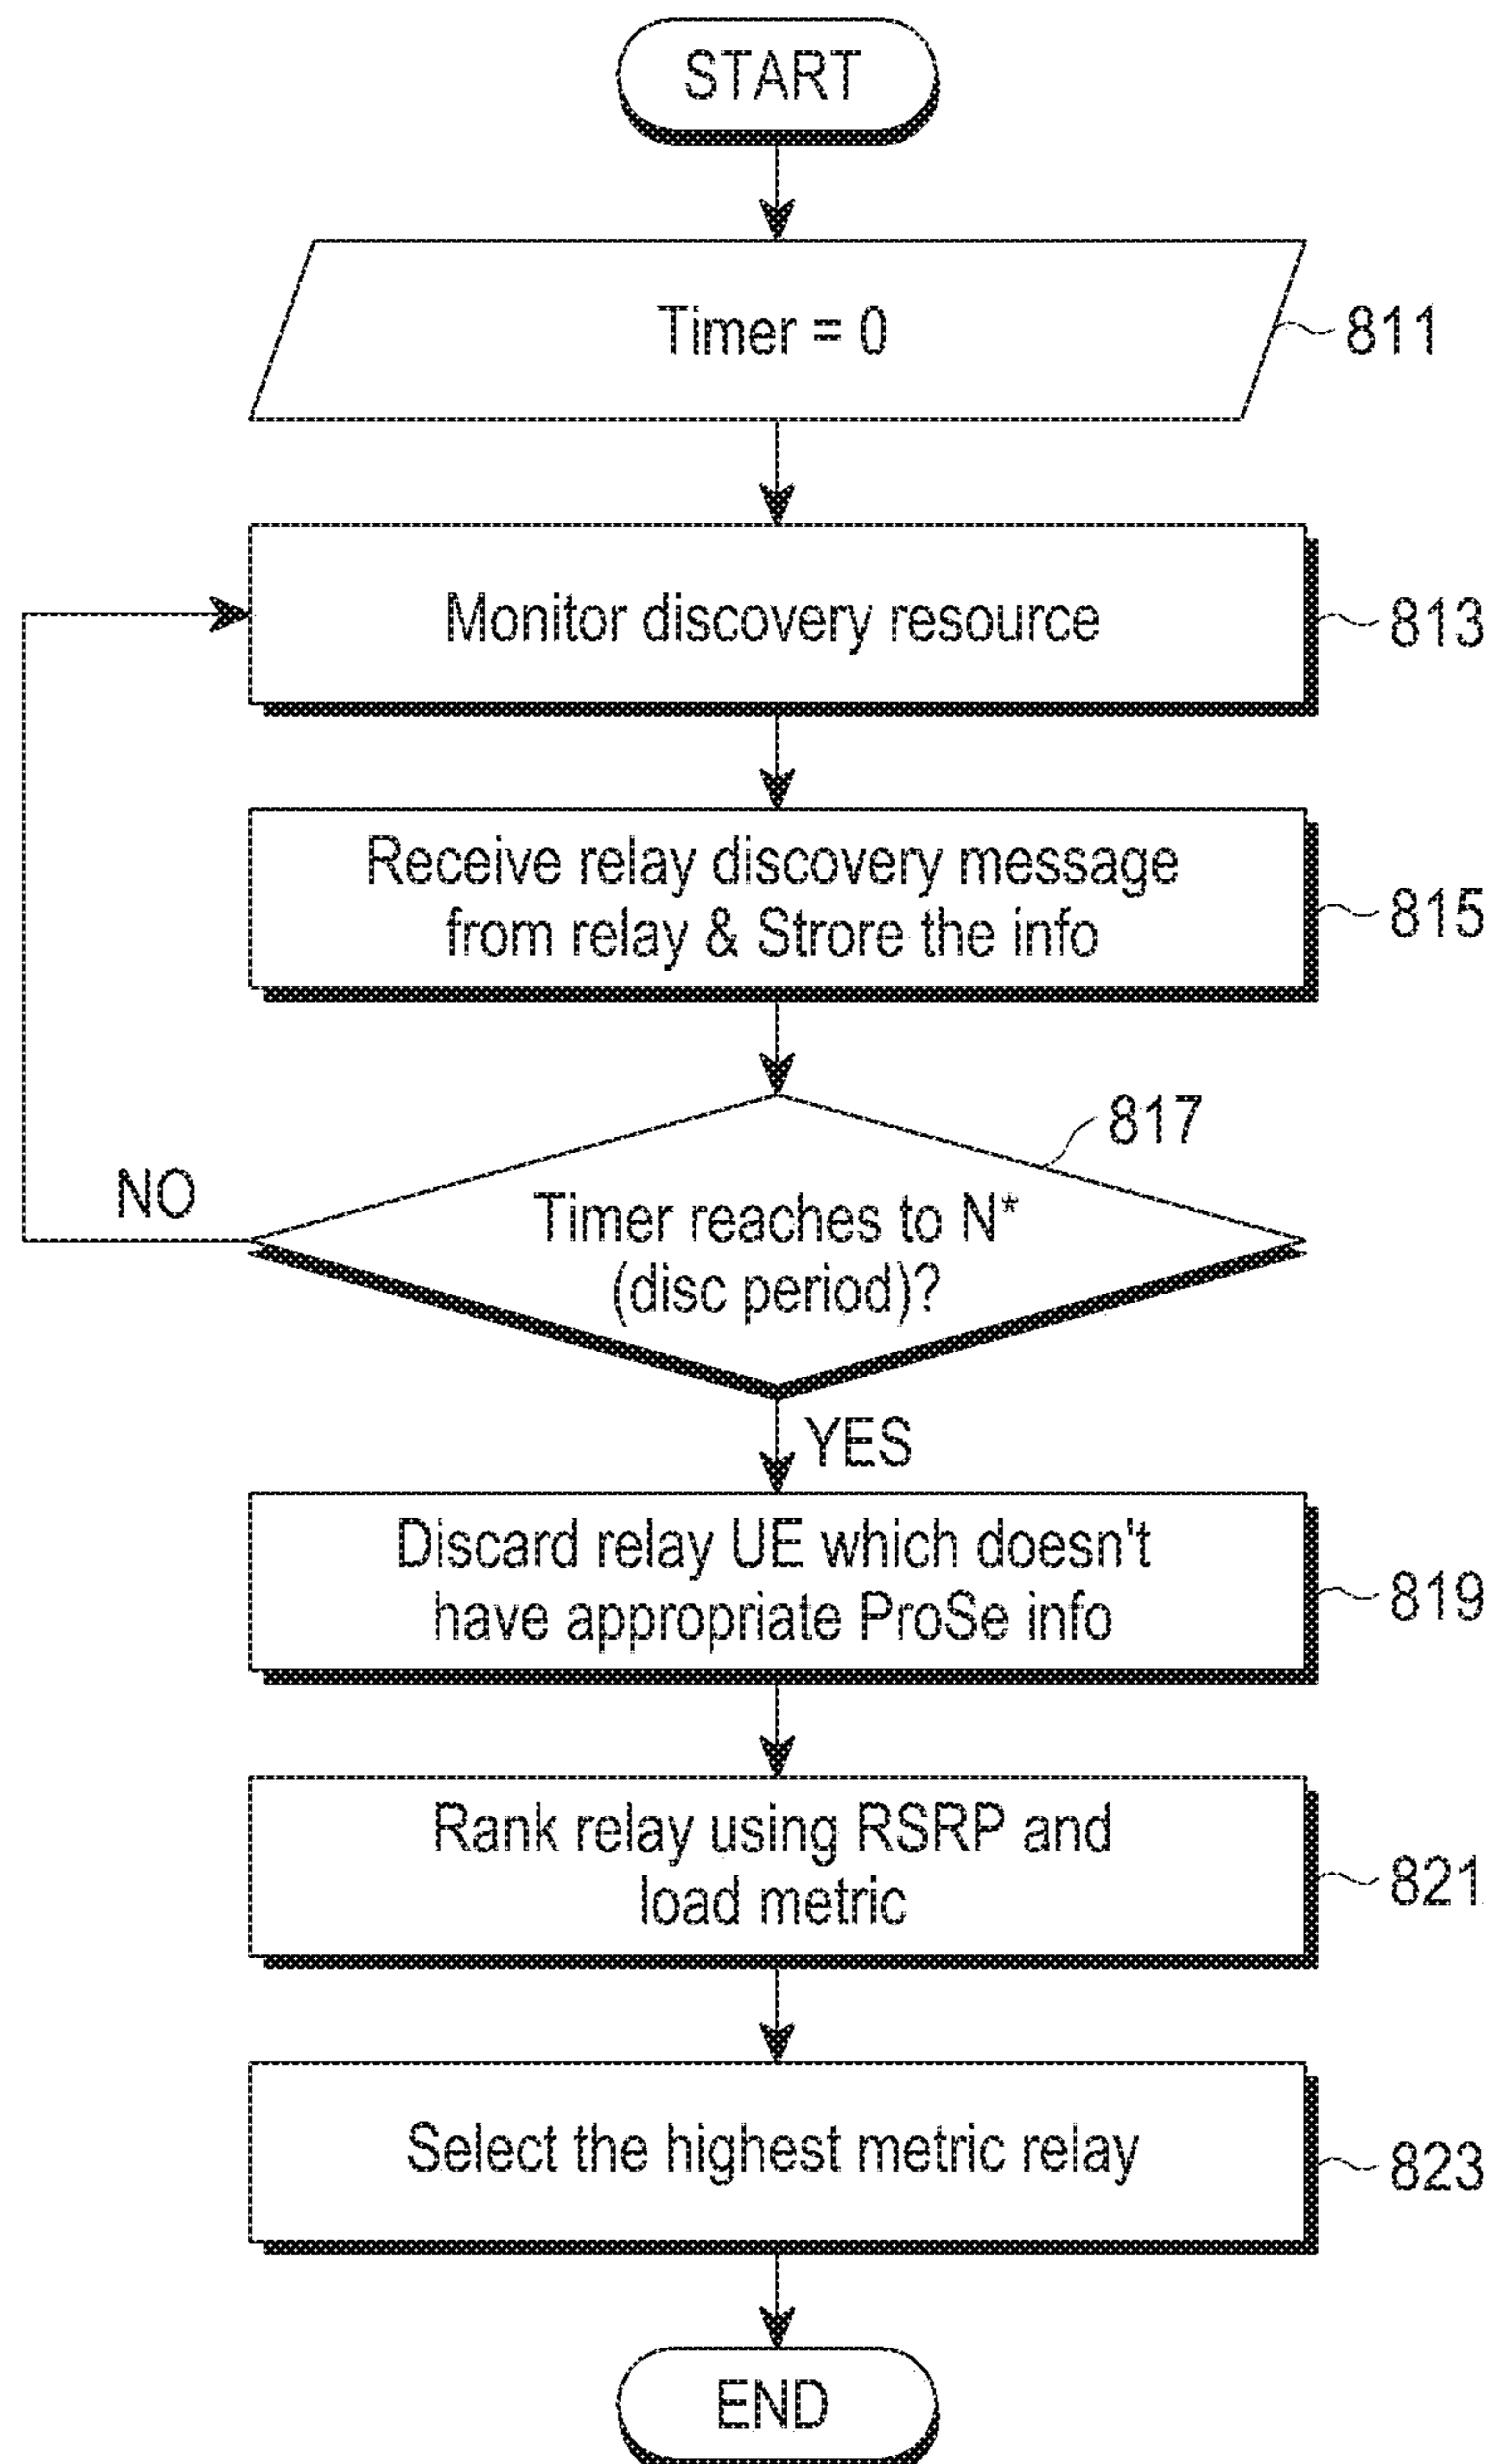 START
Timer = 0
811
Monitor discovery resource
813
Receive relay discovery message
from relay & Strore the info
815
817
NO
Timer reaches to N*
(disc period)?
YES
Discard relay UE which doesn't
have appropriate ProSe info
819
Rank relay using RSRP and
load metric
821
Select the highest metric relay
823
END